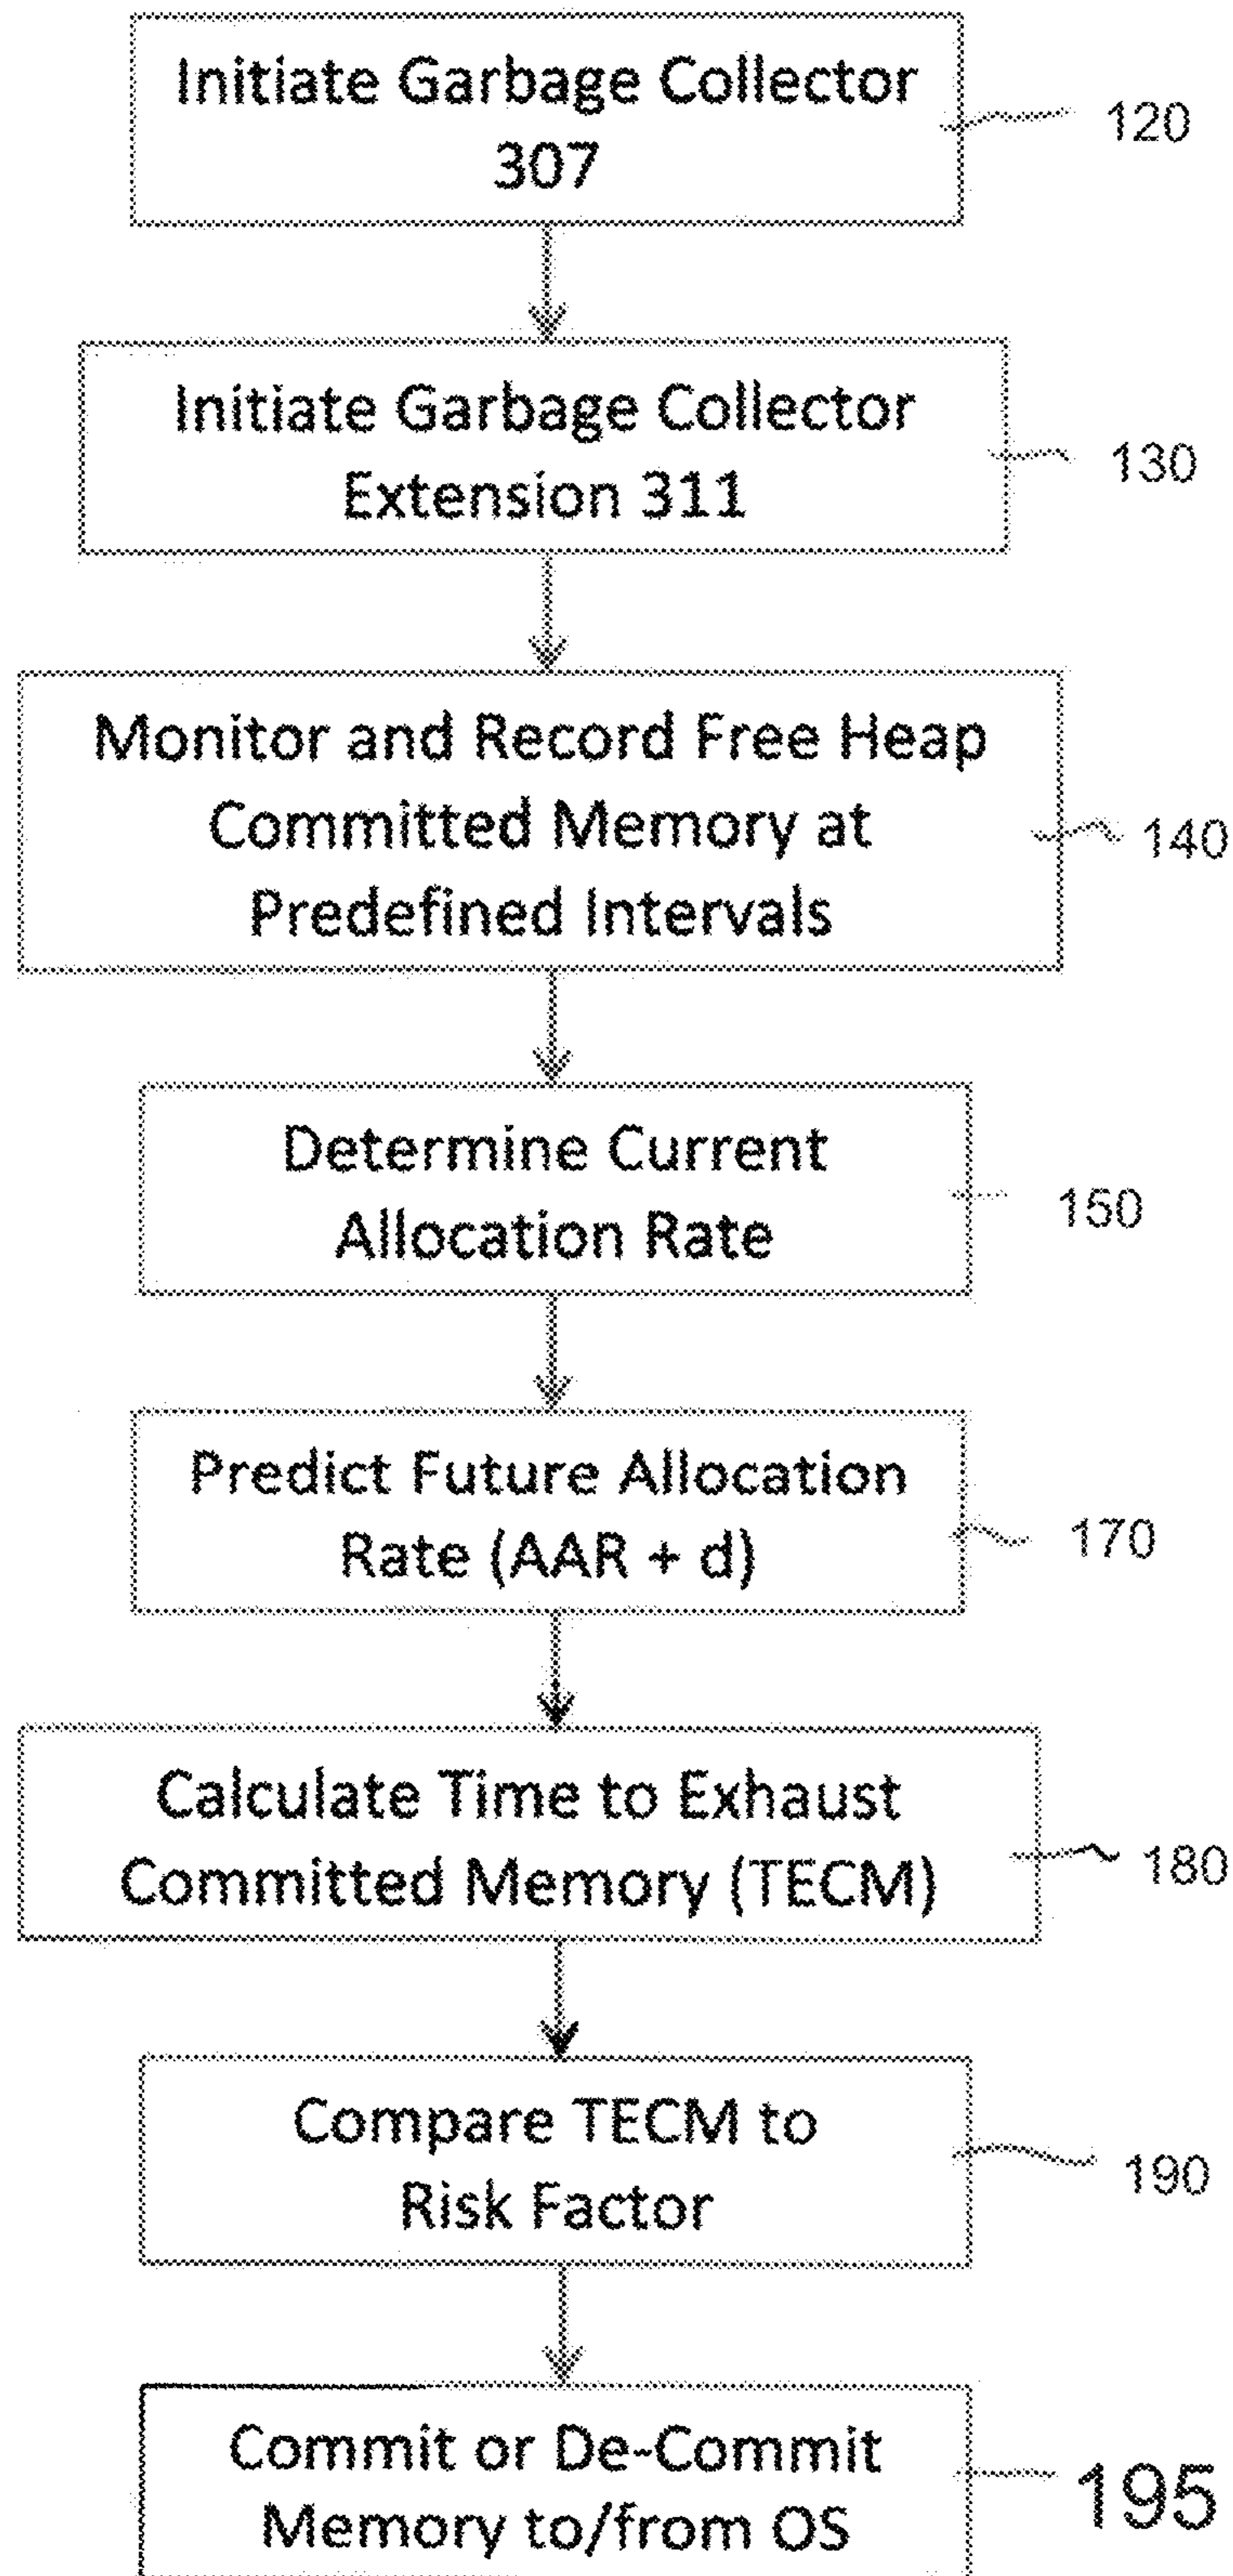 Initiate Garbage Collector
307
120
Initiate Garbage Collector
Extension 311
130
Monitor and Record Free Heap
Committed Memory at
Predefined Intervals
140
Determine Current
Allocation Rate
150
Predict Future Allocation
Rate (AAR + d)
170
Calculate Time to Exhaust
Committed Memory (TECM)
180
Compare TECM to
Risk Factor
190
Commit or De-Commit
Memory to/from OS
195